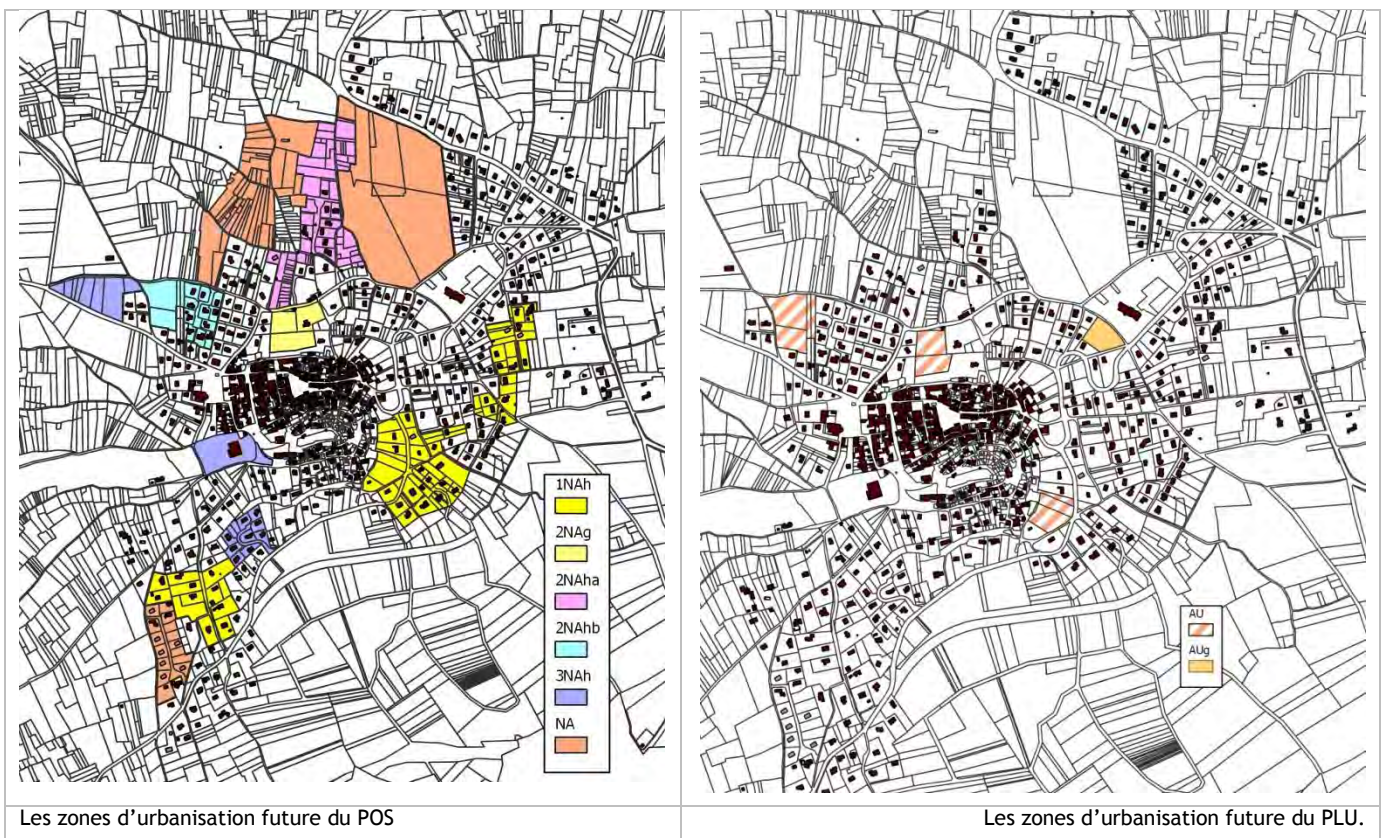 1NAh
2NAg
2NAha
2NAhb
3NAh
NA
AU
AUg
Les zones d’urbanisation future du POS
Les zones d’urbanisation future du PLU.